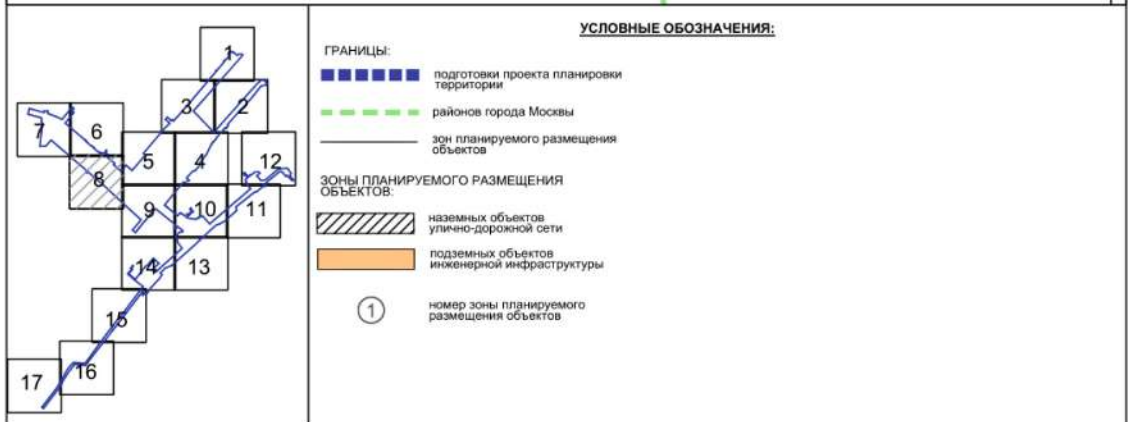 1
3 2
7 6
5 4 12
8
9 10 11
14 13
15
16
17
УСЛОВНЫЕ ОБОЗНАЧЕНИЯ:
ГРАНИЦЫ:
подготовки проекта планировки
территории
районов города Москвы
зон планируемого размещения
объектов
ЗОНЫ ПЛАНИРУЕМОГО РАЗМЕЩЕНИЯ
ОБЪЕКТОВ:
наземных объектов
улично-дорожной сети
подземных объектов
инженерной инфраструктуры
1
номер зоны планируемого
размещения объектов